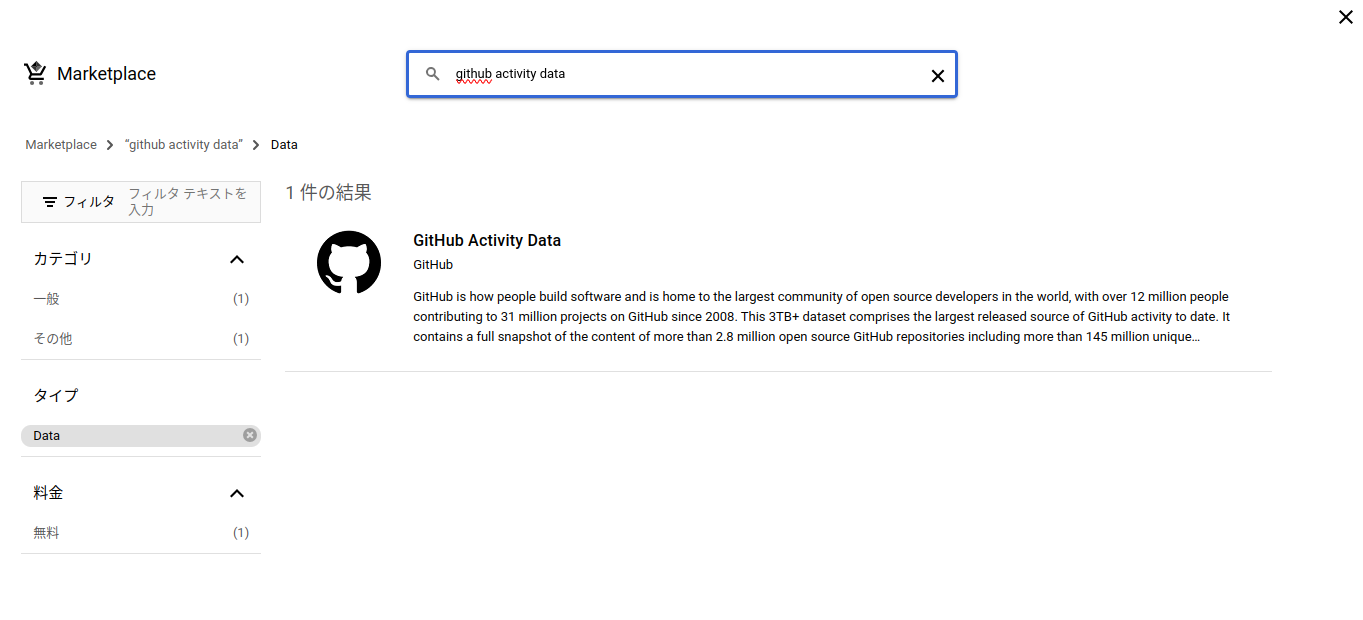 Marketplace
github activity data
Marketplace
“github activity data”
Data
フィルタ
フィルタ テキストを
入力
カテゴリ
一般 (1)
その他 (1)
タイプ
Data
料金
無料 (1)
1 件の結果
GitHub Activity Data
GitHub
GitHub is how people build software and is home to the largest community of open source developers in the world, with over 12 million people
contributing to 31 million projects on GitHub since 2008. This 3TB+ dataset comprises the largest released source of GitHub activity to date. It
contains a full snapshot of the content of more than 2.8 million open source GitHub repositories including more than 145 million unique…